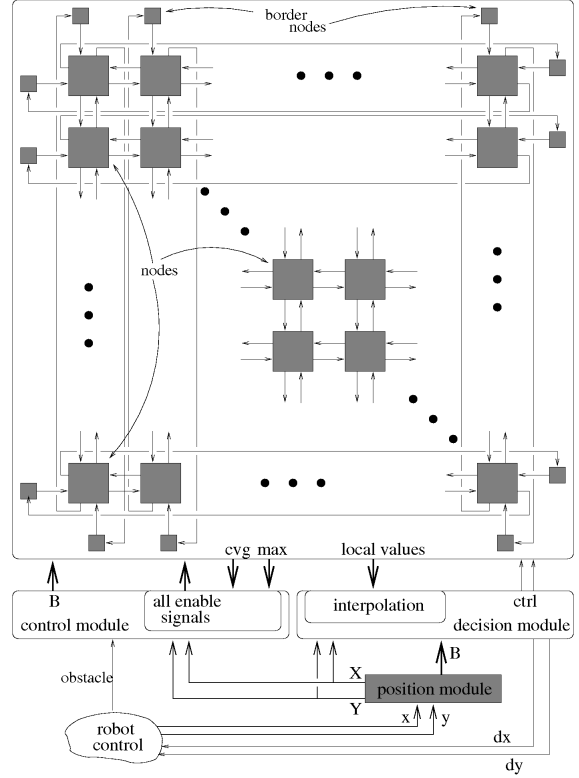 border
nodes
nodes
cvg max
local values
B
all enable
signals
control module
interpolation
ctrl
decision module
B
obstacle
X
Y
position module
x
y
robot
control
dx
dy